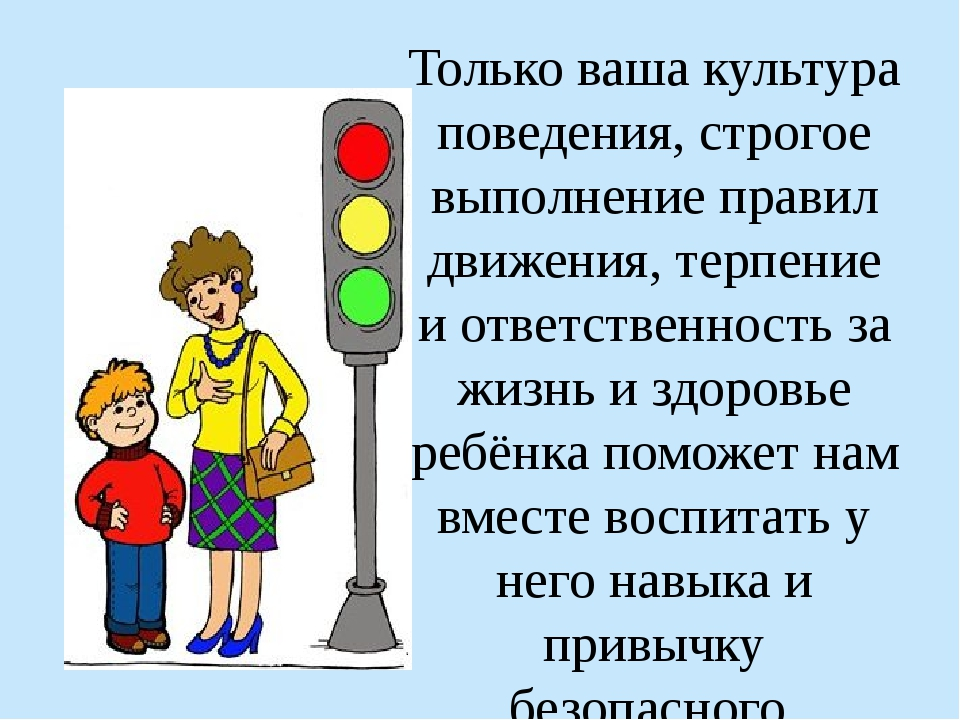 Только ваша культура
поведения, строгое
выполнение правил
движения, терпение
и ответственность за
жизнь и здоровье
ребёнка поможет нам
вместе воспитать у
него навыка и
привычку
безопасного